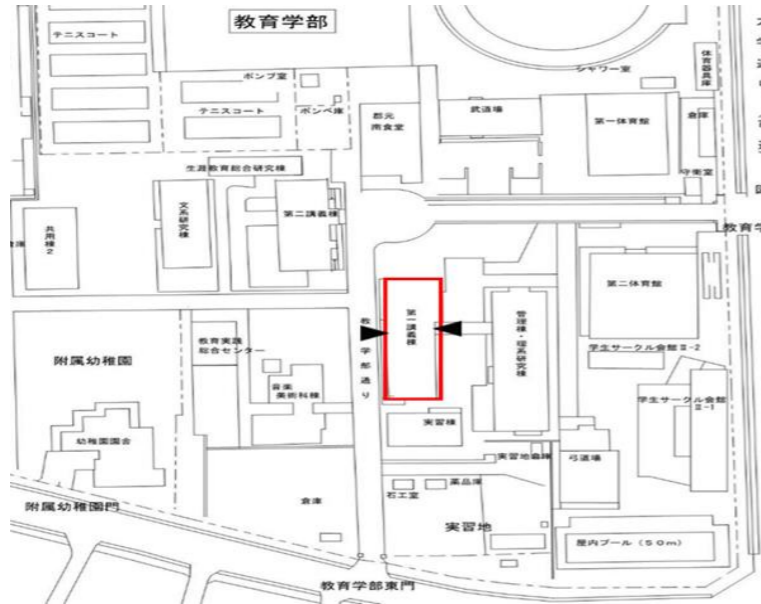 教育学部
テニスコート
ポンプ室
シャワー室
体育器具庫
テニスコート
ボンベ庫
郡元
南食堂
武道場
第一体育館
倉庫
生涯教育総合研究棟
守衛室
共用棟2
文系研究棟
第二講義棟
教育学
倉庫
第二体育館
教育学部通り
第一講義棟
管理棟・理系研究棟
附属幼稚園
教育実践
総合センター
学生サークル会館Ⅱ-2
音楽
美術科棟
学生サークル会館
Ⅱ-1
幼稚園園舎
実習棟
実習地倉庫
弓道場
附属幼稚園門
倉庫
石工室
薬品庫
実習地
屋内プール(50m)
教育学部東門